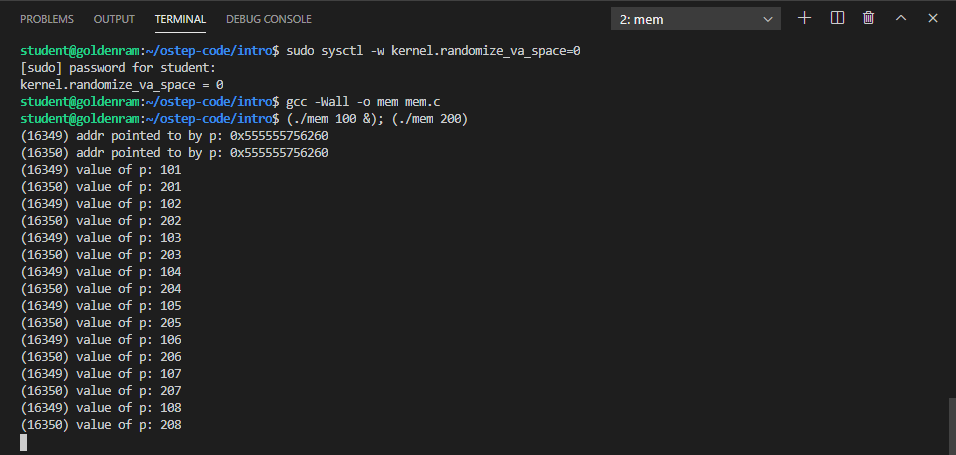 PROBLEMS OUTPUT TERMINAL DEBUG CONSOLE 2: mem
student@goldenram:~/ostep-code/intro$ sudo sysctl -w kernel.randomize_va_space=0
[sudo] password for student:
kernel.randomize_va_space = 0
student@goldenram:~/ostep-code/intro$ gcc -Wall -o mem mem.c
student@goldenram:~/ostep-code/intro$ (./mem 100 &); (./mem 200)
(16349) addr pointed to by p: 0x555555756260
(16350) addr pointed to by p: 0x555555756260
(16349) value of p: 101
(16350) value of p: 201
(16349) value of p: 102
(16350) value of p: 202
(16349) value of p: 103
(16350) value of p: 203
(16349) value of p: 104
(16350) value of p: 204
(16349) value of p: 105
(16350) value of p: 205
(16349) value of p: 106
(16350) value of p: 206
(16349) value of p: 107
(16350) value of p: 207
(16349) value of p: 108
(16350) value of p: 208